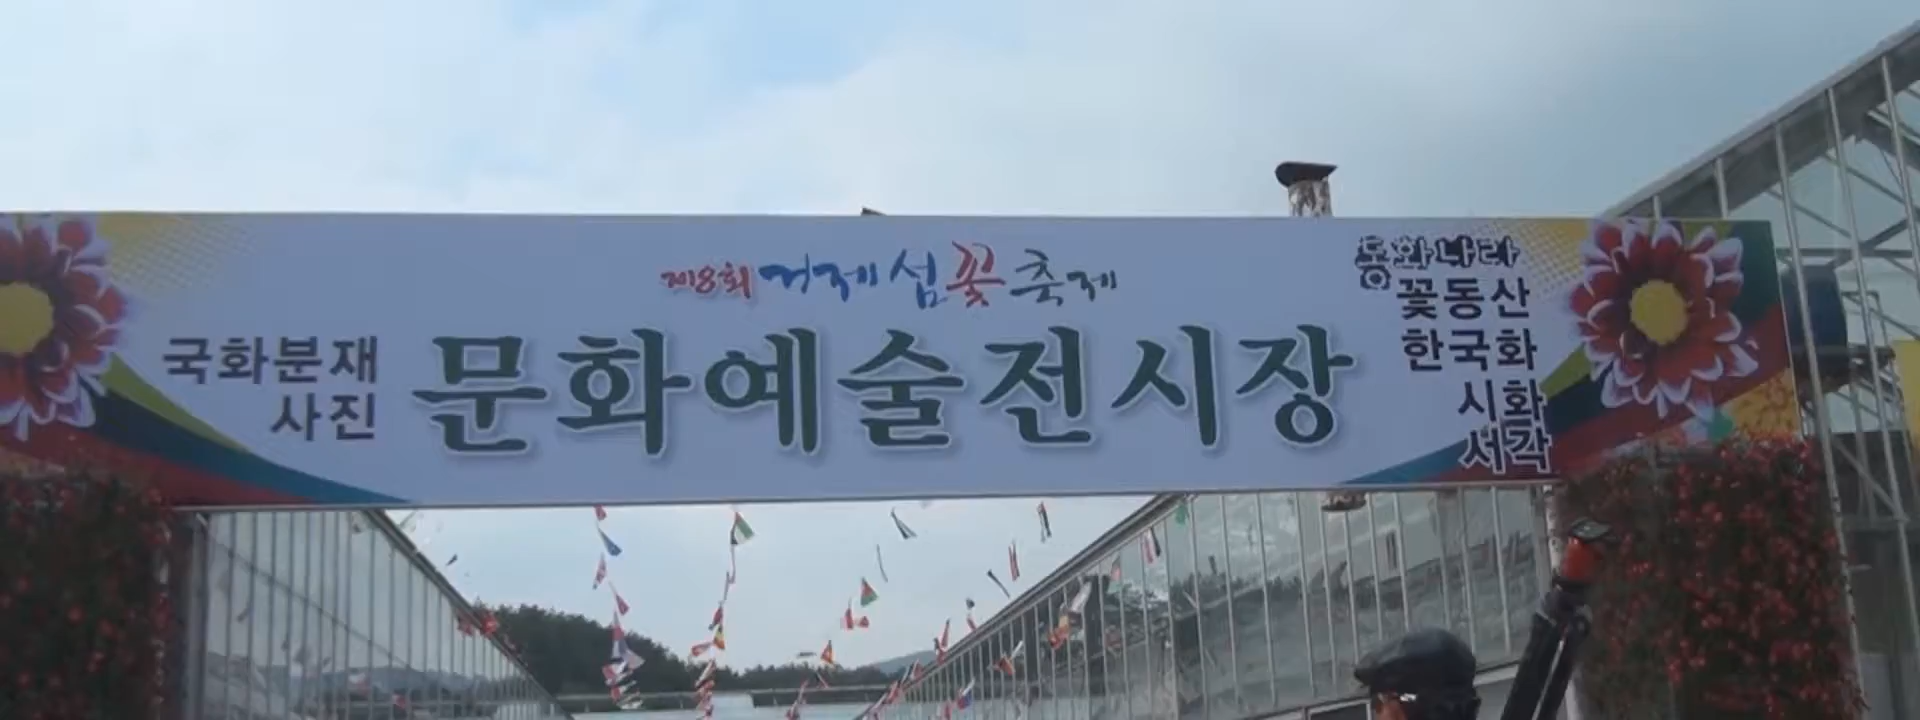 제8회 거제섬꽃축제
국화분재
사진
문화예술전시장
동화나라
꽃동산
한국화
시화
서각